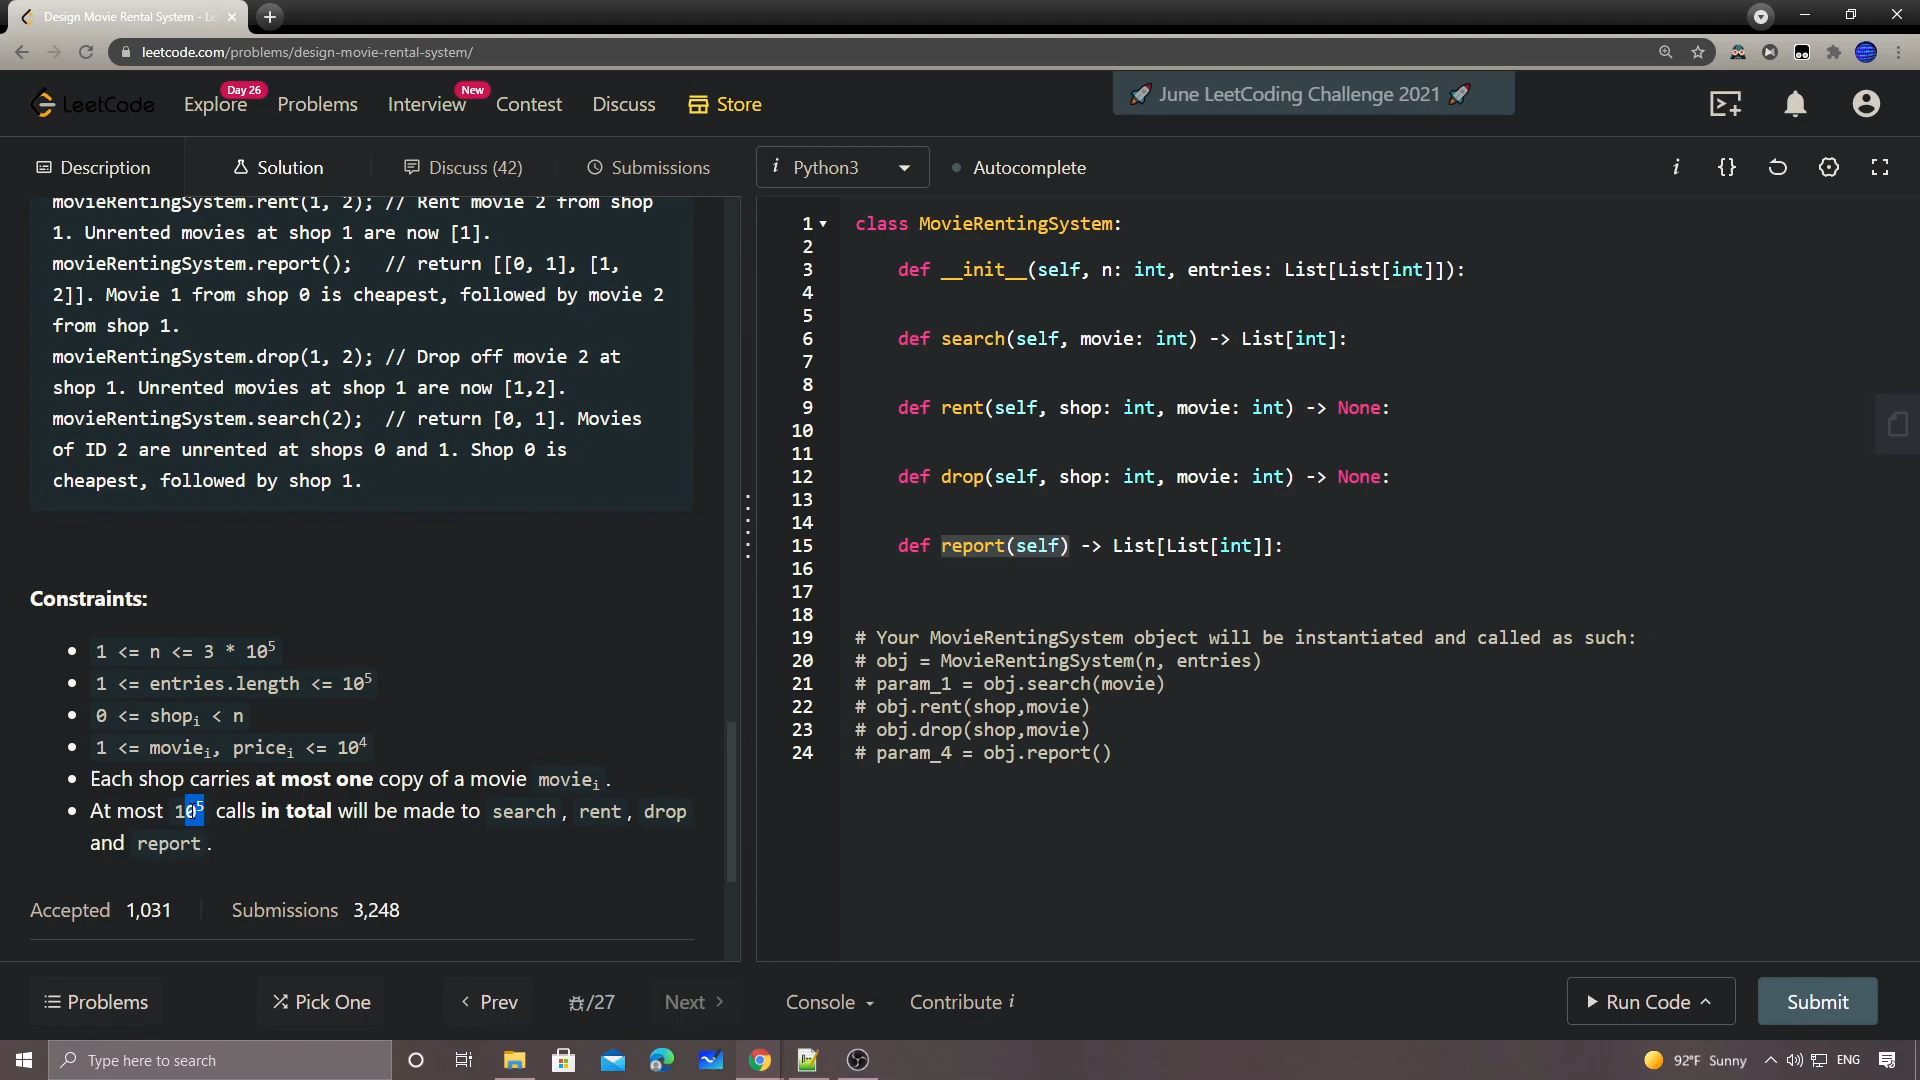 Design Movie Rental System - Le
leetcode.com/problems/design-movie-rental-system/
LeetCode
Explore
Day 26
Problems
Interview
New
Contest
Discuss
Store
🚀 June LeetCoding Challenge 2021 🚀
Description
Solution
Discuss (42)
Submissions
i Python3
Autocomplete
i
{}
movieRentingSystem.rent(1, 2); // Rent movie 2 from shop
1. Unrented movies at shop 1 are now [1].
movieRentingSystem.report();   // return [[0, 1], [1,
2]]. Movie 1 from shop 0 is cheapest, followed by movie 2
from shop 1.
movieRentingSystem.drop(1, 2); // Drop off movie 2 at
shop 1. Unrented movies at shop 1 are now [1,2].
movieRentingSystem.search(2);  // return [0, 1]. Movies
of ID 2 are unrented at shops 0 and 1. Shop 0 is
cheapest, followed by shop 1.
Constraints:
• 1 <= n <= 3 * 10⁵
• 1 <= entries.length <= 10⁵
• 0 <= shopᵢ < n
• 1 <= movieᵢ, priceᵢ <= 10⁴
• Each shop carries at most one copy of a movie movieᵢ.
• At most 10⁵ calls in total will be made to search, rent, drop
and report.
Accepted 1,031
Submissions 3,248
1 class MovieRentingSystem:
2
3     def __init__(self, n: int, entries: List[List[int]]):
4
5
6     def search(self, movie: int) -> List[int]:
7
8
9     def rent(self, shop: int, movie: int) -> None:
10
11
12     def drop(self, shop: int, movie: int) -> None:
13
14
15     def report(self) -> List[List[int]]:
16
17
18
19 # Your MovieRentingSystem object will be instantiated and called as such:
20 # obj = MovieRentingSystem(n, entries)
21 # param_1 = obj.search(movie)
22 # obj.rent(shop,movie)
23 # obj.drop(shop,movie)
24 # param_4 = obj.report()
Problems
Pick One
Prev
/27
Next
Console
Contribute i
Run Code
Submit
Type here to search
92°F Sunny
ENG